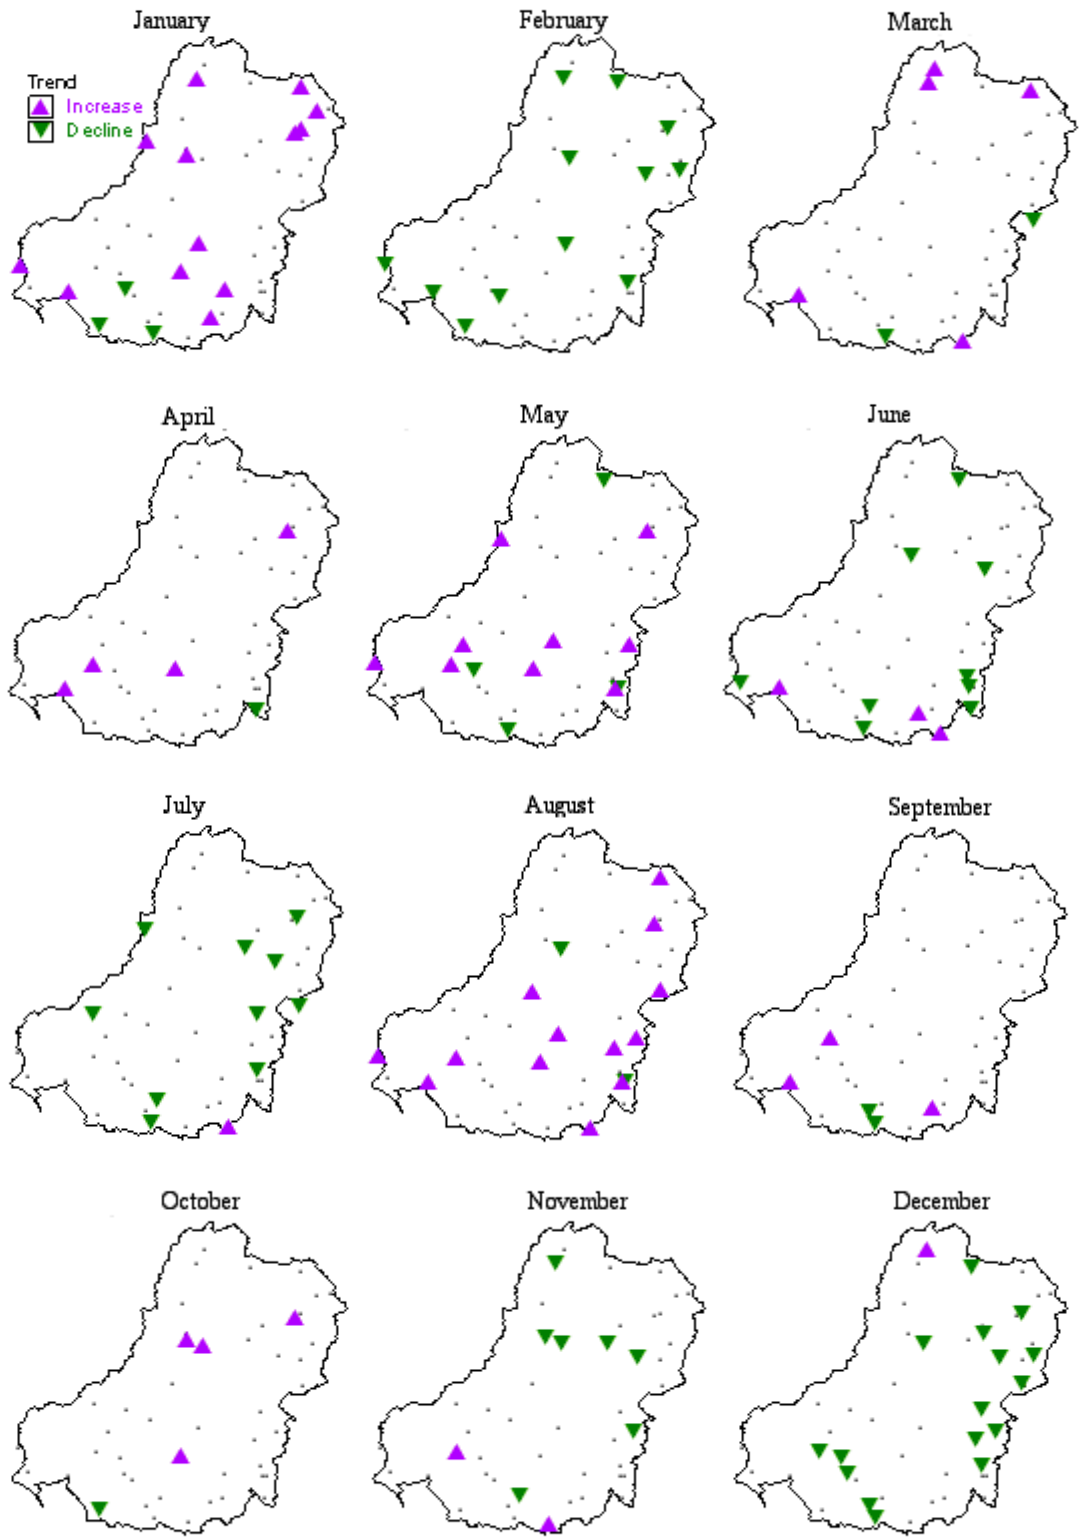 January
February
March
Trend
Increase
Decline
April
May
June
July
August
September
October
November
December